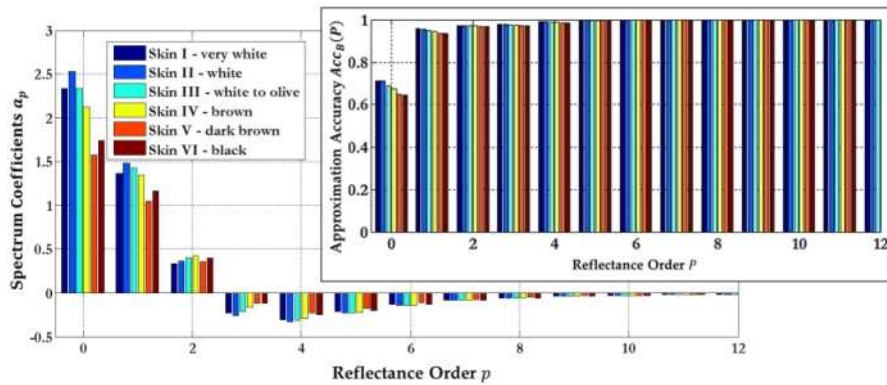 Spectrum Coefficients aₚ
3
2.5
2
1.5
1
0.5
0
-0.5
Skin I - very white
Skin II - white
Skin III - white to olive
Skin IV - brown
Skin V - dark brown
Skin VI - black
0 2 4 6 8 10 12
Reflectance Order p
Approximation Accuracy Acc_B(P)
1
0.8
0.6
0.4
0.2
0
0 2 4 6 8 10 12
Reflectance Order P